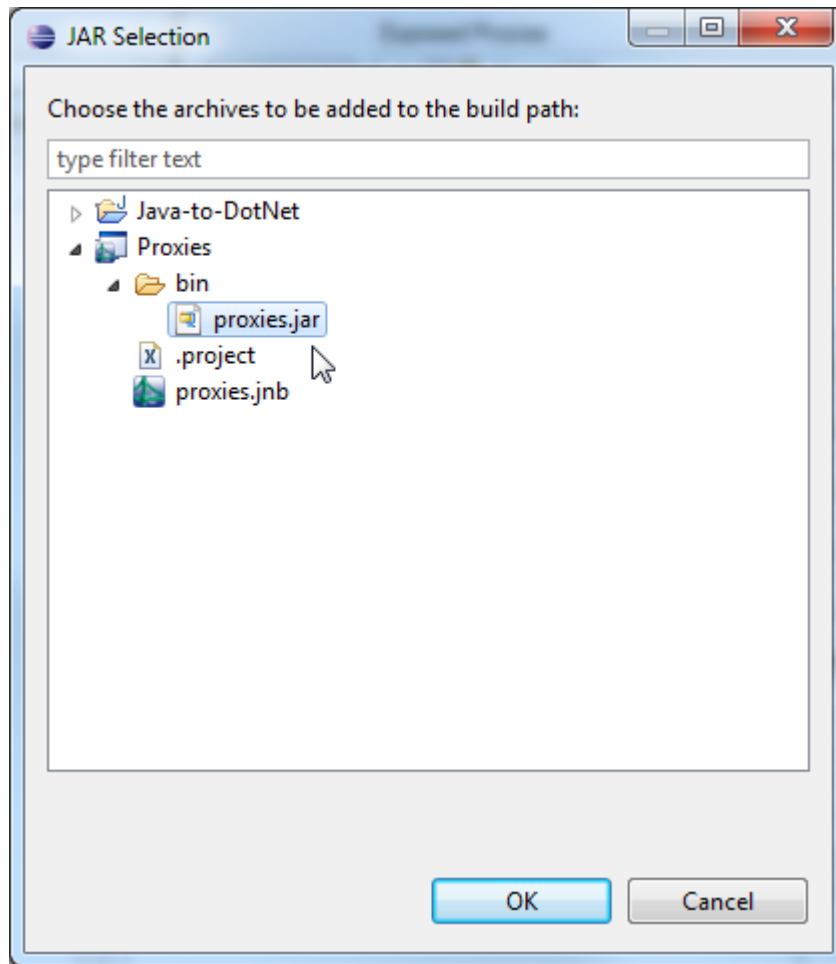 JAR Selection
Choose the archives to be added to the build path:
type filter text
Java-to-DotNet
Proxies
bin
proxies.jar
.project
proxies.jnb
OK
Cancel